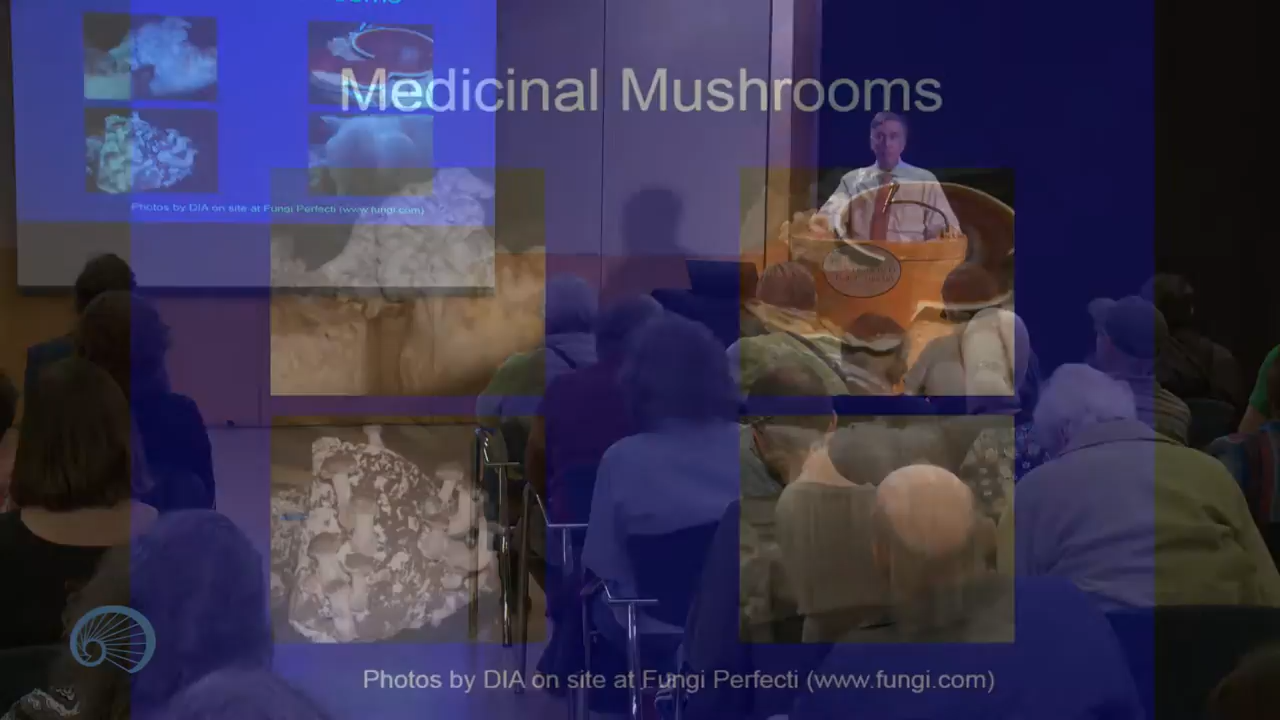 Medicinal Mushrooms
Photos by DIA on site at Fungi Perfecti (www.fungi.com)
Photos by DIA on site at Fungi Perfecti (www.fungi.com)